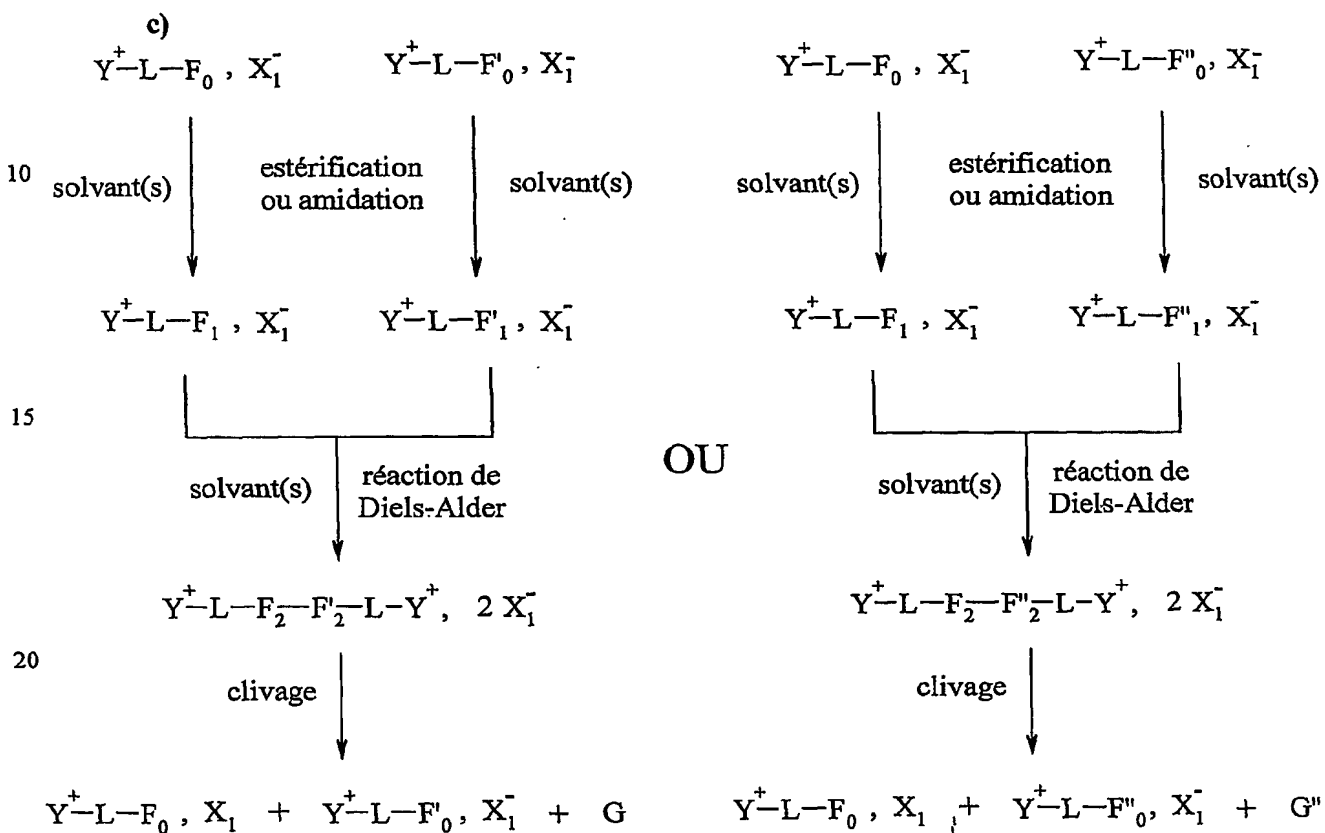 c)
Y⁺—L—F₀ , X₁⁻ Y⁺—L—F'₀ , X₁⁻ Y⁺—L—F₀ , X₁⁻ Y⁺—L—F"₀, X₁⁻
10 solvant(s) estérification ou amidation solvant(s) solvant(s) estérification ou amidation solvant(s)
Y⁺—L—F₁ , X₁⁻ Y⁺—L—F'₁ , X₁⁻ Y⁺—L—F₁ , X₁⁻ Y⁺—L—F"₁, X₁⁻
15
OU
solvant(s) réaction de Diels-Alder solvant(s) réaction de Diels-Alder
Y⁺—L—F₂—F'₂—L—Y⁺, 2 X₁⁻ Y⁺—L—F₂—F"₂—L—Y⁺, 2 X₁⁻
20
clivage clivage
Y⁺—L—F₀, X₁ + Y⁺—L—F'₀, X₁⁻ + G Y⁺—L—F₀, X₁ + Y⁺—L—F"₀, X₁⁻ + G"